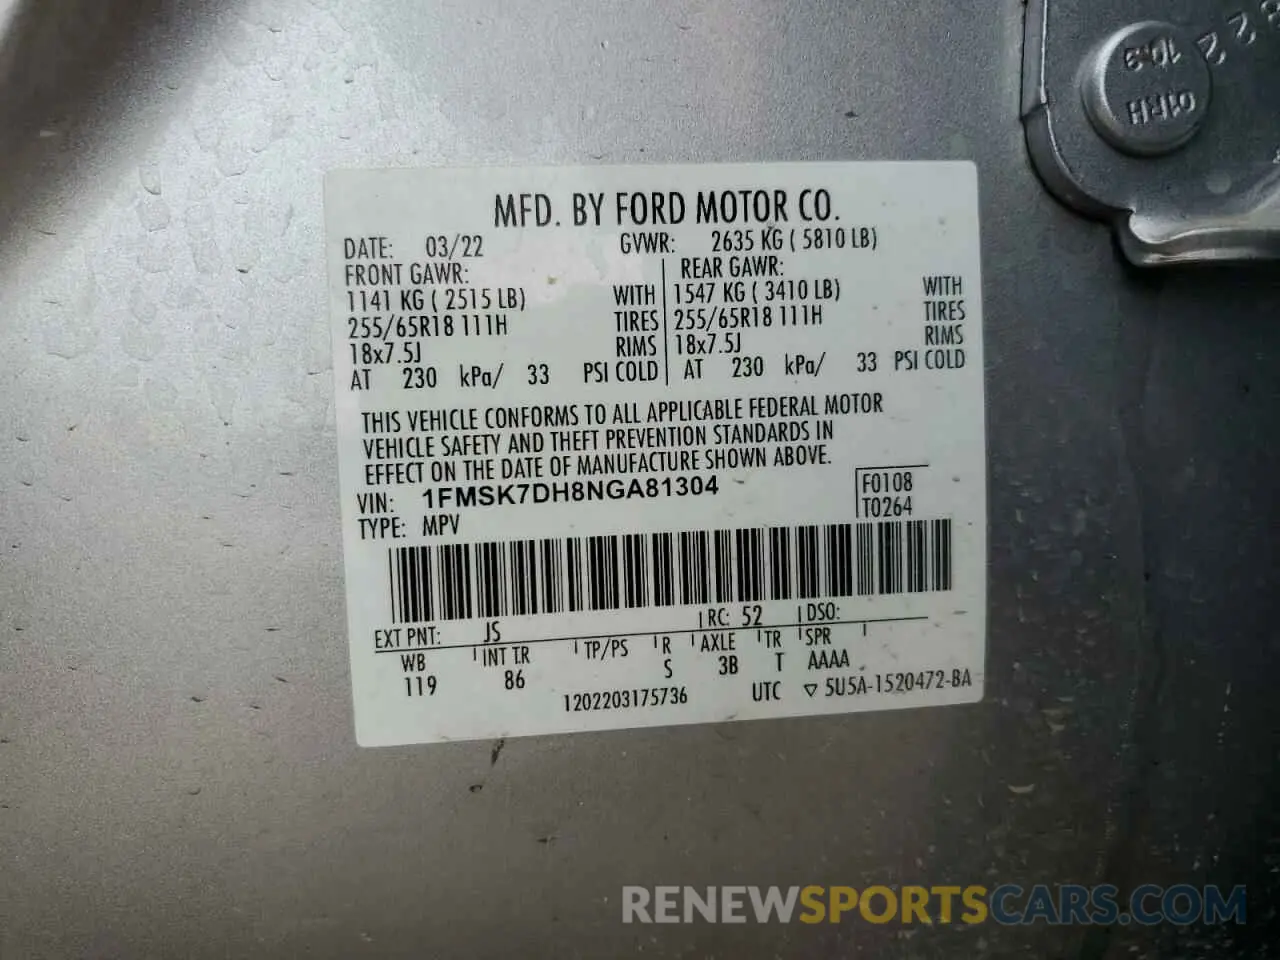 MFD. BY FORD MOTOR CO.
DATE: 03/22 GVWR: 2635 KG ( 5810 LB)
FRONT GAWR: REAR GAWR:
1141 KG ( 2515 LB) WITH 1547 KG ( 3410 LB) WITH
255/65R18 111H TIRES 255/65R18 111H TIRES
18x7.5J RIMS 18x7.5J RIMS
AT 230 kPa/ 33 PSI COLD AT 230 kPa/ 33 PSI COLD
THIS VEHICLE CONFORMS TO ALL APPLICABLE FEDERAL MOTOR
VEHICLE SAFETY AND THEFT PREVENTION STANDARDS IN
EFFECT ON THE DATE OF MANUFACTURE SHOWN ABOVE.
VIN: 1FMSK7DH8NGA81304 F0108
TYPE: MPV T0264
EXT PNT: JS RC: 52 DSO:
WB INT TR TP/PS R AXLE TR SPR
119 86 S 3B T AAAA
1202203175736 UTC ▽ 5U5A-1520472-BA
01RH
RENEWSPORTSCARS.COM